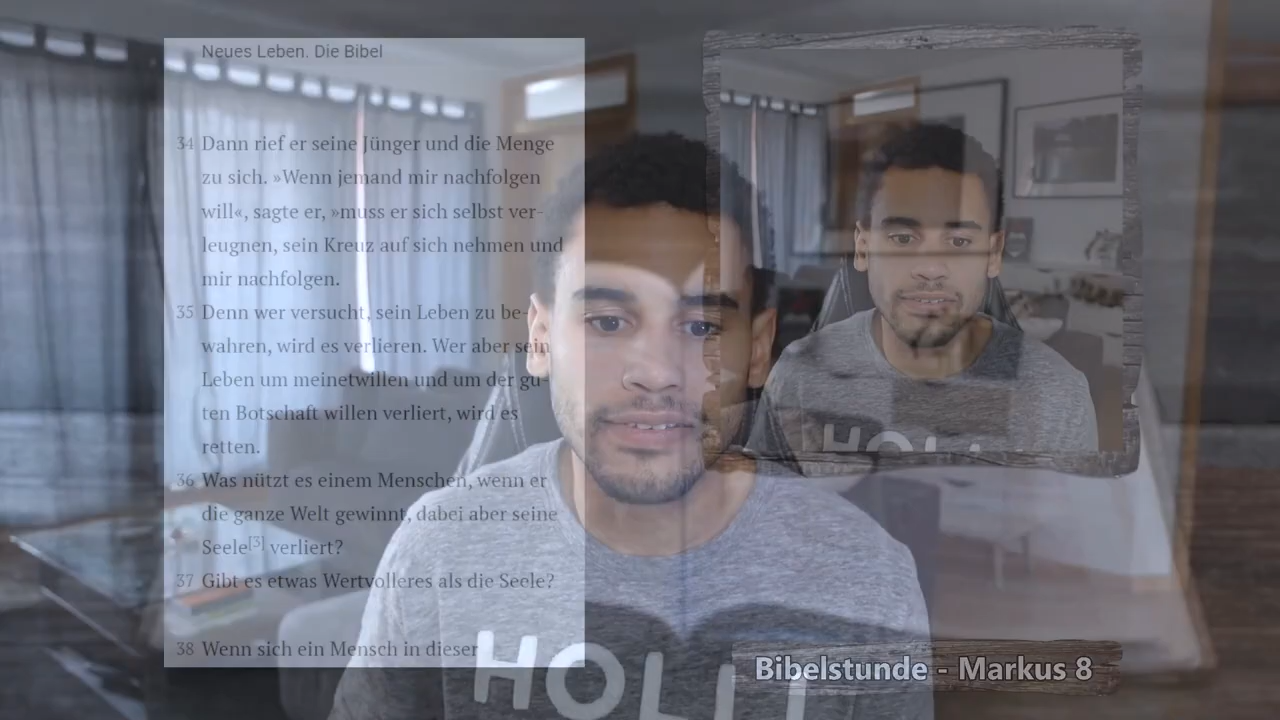 Neues Leben. Die Bibel
34 Dann rief er seine Jünger und die Menge
zu sich. »Wenn jemand mir nachfolgen
will«, sagte er, »muss er sich selbst ver-
leugnen, sein Kreuz auf sich nehmen und
mir nachfolgen.
35 Denn wer versucht, sein Leben zu be-
wahren, wird es verlieren. Wer aber sein
Leben um meinetwillen und um der gu-
ten Botschaft willen verliert, wird es
retten.
36 Was nützt es einem Menschen, wenn er
die ganze Welt gewinnt, dabei aber seine
Seele[3] verliert?
37 Gibt es etwas Wertvolleres als die Seele?
38 Wenn sich ein Mensch in dieser
Bibelstunde - Markus 8